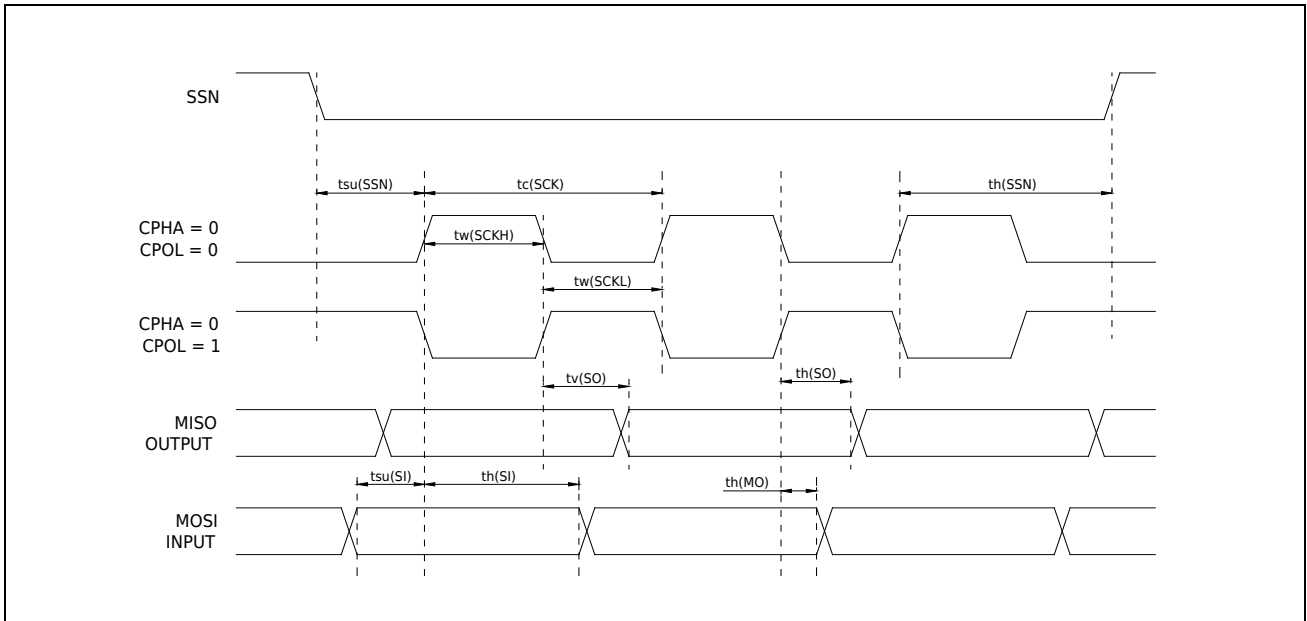 SSN
tsu(SSN)
tc(SCK)
th(SSN)
CPHA = 0
CPOL = 0
tw(SCKH)
tw(SCKL)
CPHA = 0
CPOL = 1
tv(SO)
th(SO)
MISO
OUTPUT
tsu(SI)
th(SI)
th(MO)
MOSI
INPUT